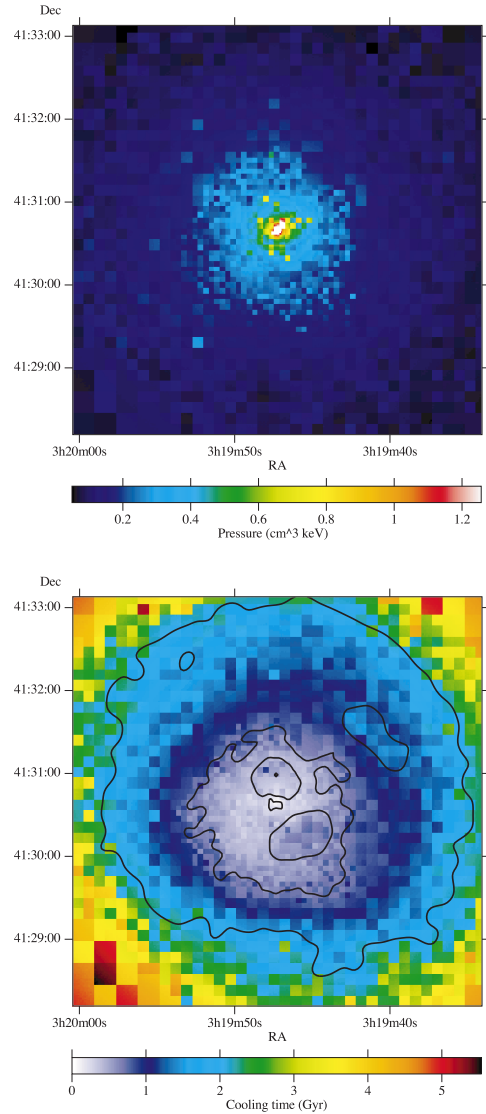 Dec
41:33:00
41:32:00
41:31:00
41:30:00
41:29:00
3h20m00s 3h19m50s 3h19m40s
RA
0.2 0.4 0.6 0.8 1 1.2
Pressure (cm^3 keV)
Dec
41:33:00
41:32:00
41:31:00
41:30:00
41:29:00
3h20m00s 3h19m50s 3h19m40s
RA
0 1 2 3 4 5
Cooling time (Gyr)